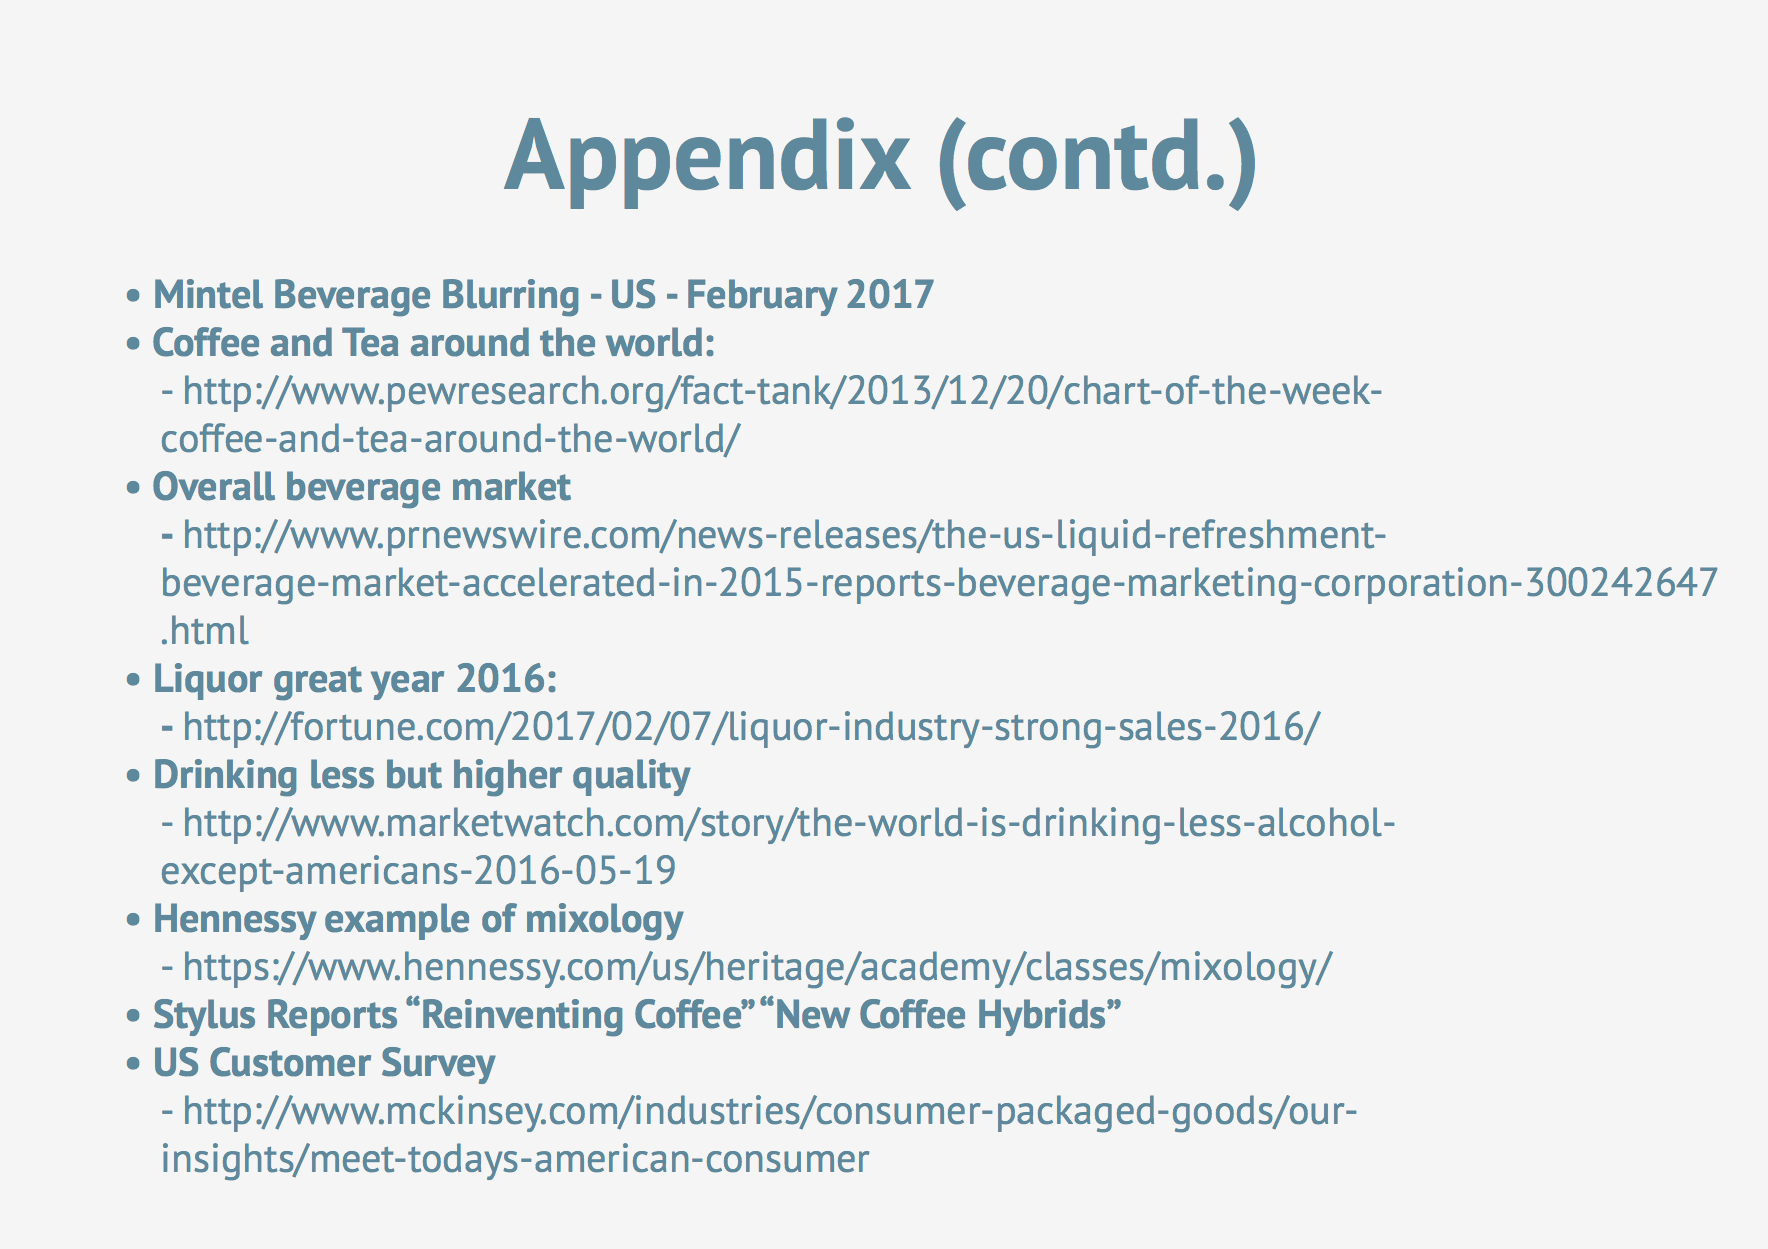 Appendix (contd.)
• Mintel Beverage Blurring - US - February 2017
• Coffee and Tea around the world:
- http://www.pewresearch.org/fact-tank/2013/12/20/chart-of-the-week-
coffee-and-tea-around-the-world/
• Overall beverage market
- http://www.prnewswire.com/news-releases/the-us-liquid-refreshment-
beverage-market-accelerated-in-2015-reports-beverage-marketing-corporation-300242647
.html
• Liquor great year 2016:
- http://fortune.com/2017/02/07/liquor-industry-strong-sales-2016/
• Drinking less but higher quality
- http://www.marketwatch.com/story/the-world-is-drinking-less-alcohol-
except-americans-2016-05-19
• Hennessy example of mixology
- https://www.hennessy.com/us/heritage/academy/classes/mixology/
• Stylus Reports “Reinventing Coffee” “New Coffee Hybrids”
• US Customer Survey
- http://www.mckinsey.com/industries/consumer-packaged-goods/our-
insights/meet-todays-american-consumer